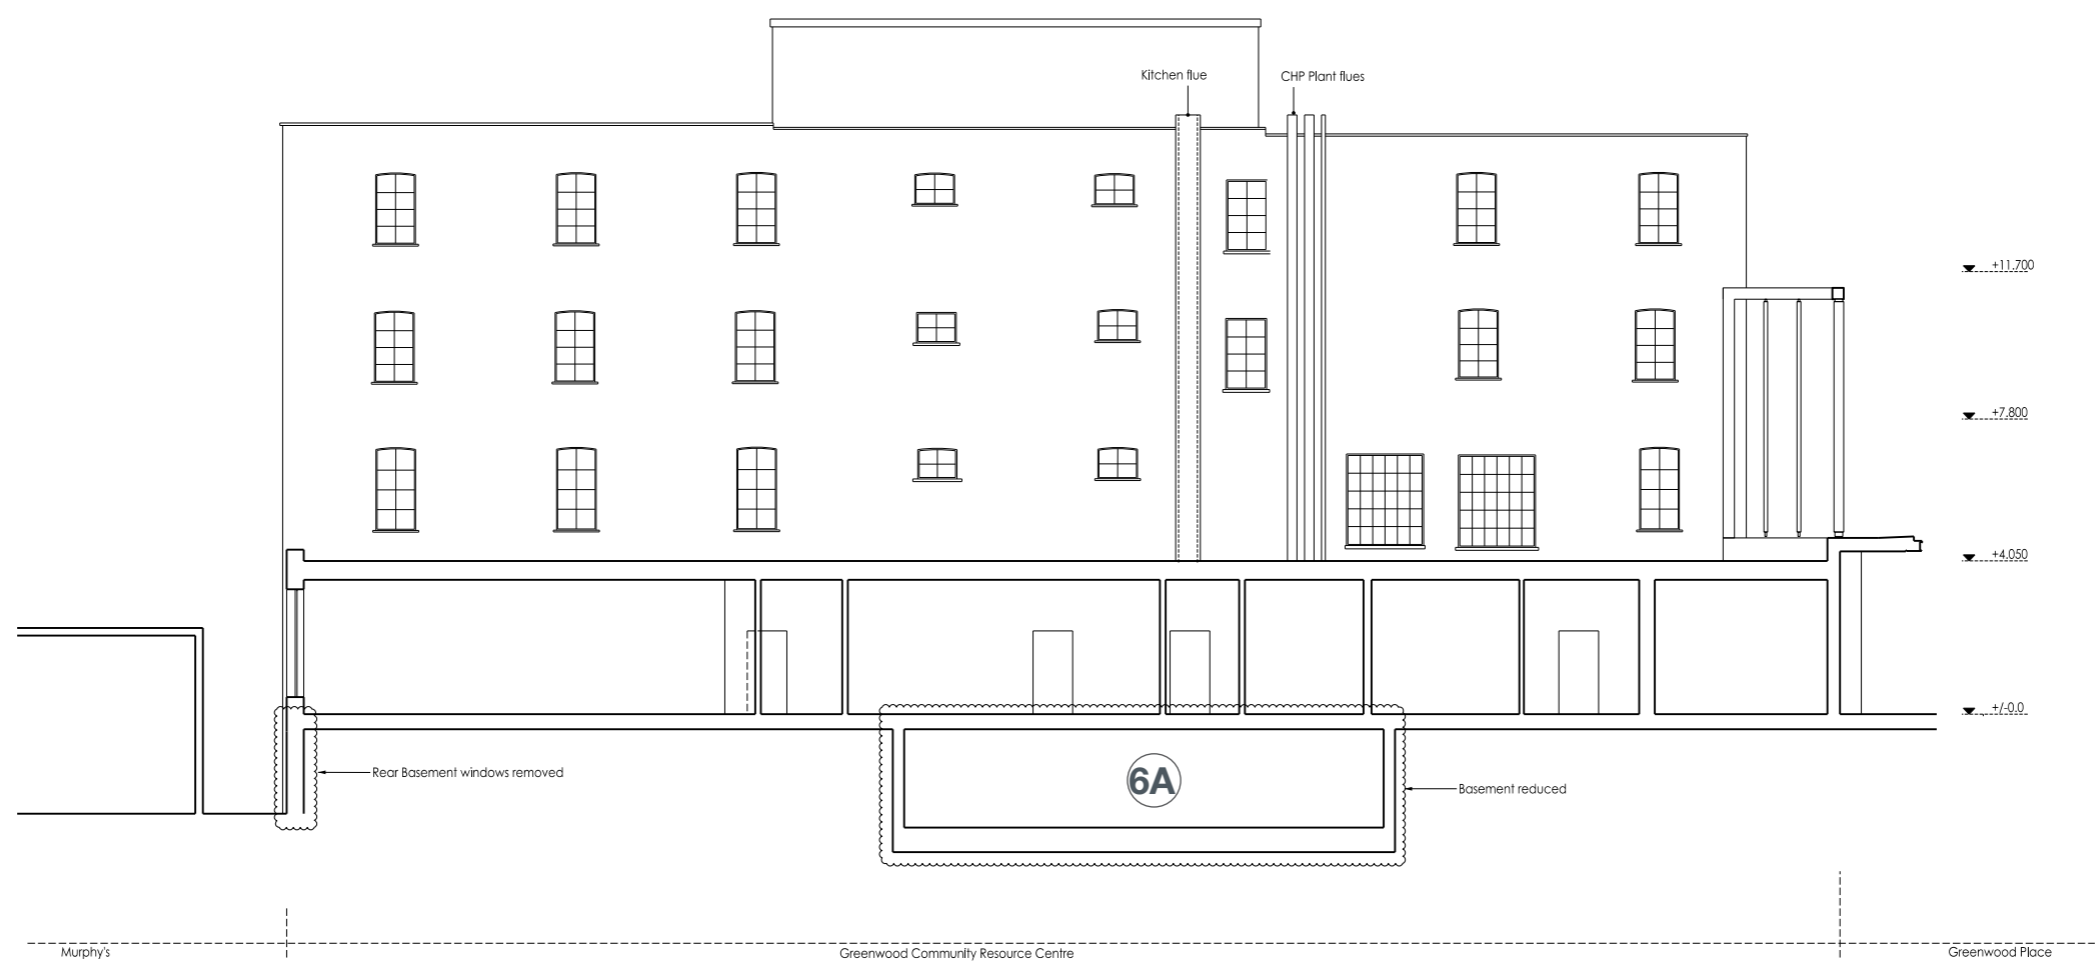 Kitchen flue
CHP Plant flues
+11.700
+7.800
+4.050
+/-0.0
6A
Rear Basement windows removed
Basement reduced
Murphy's
Greenwood Community Resource Centre
Greenwood Place